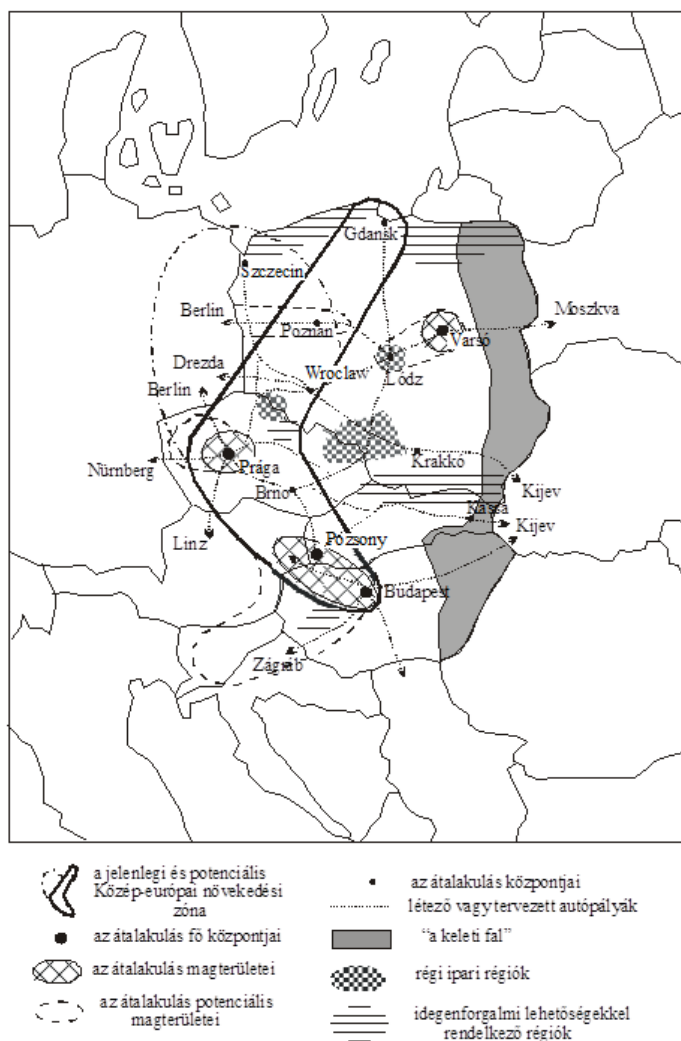 Gdansk
Szczecin
Berlin
Poznan
Moszkva
Varsó
Drezda
Lodz
Wroclaw
Berlin
Nürnberg
Prága
Krakkó
Brno
Kijev
Kassa
Kijev
Linz
Pozsony
Budapest
Zágráb
a jelenlegi és potenciális
Közép-európai növekedési
zóna
az átalakulás fő központjai
az átalakulás magterületei
az átalakulás potenciális
magterületei
az átalakulás központjai
létező vagy tervezett autópályák
“a keleti fal”
régi ipari régiók
idegenforgalmi lehetőségekkel
rendelkező régiók